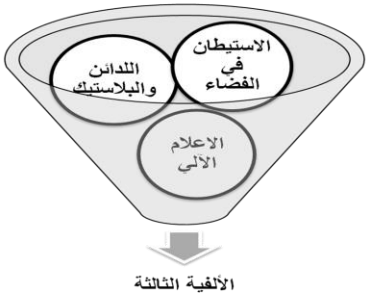 الاستيطان
في
الفضاء
اللدائن
والبلاستيك
الاعلام
الآلي
الألفية الثالثة